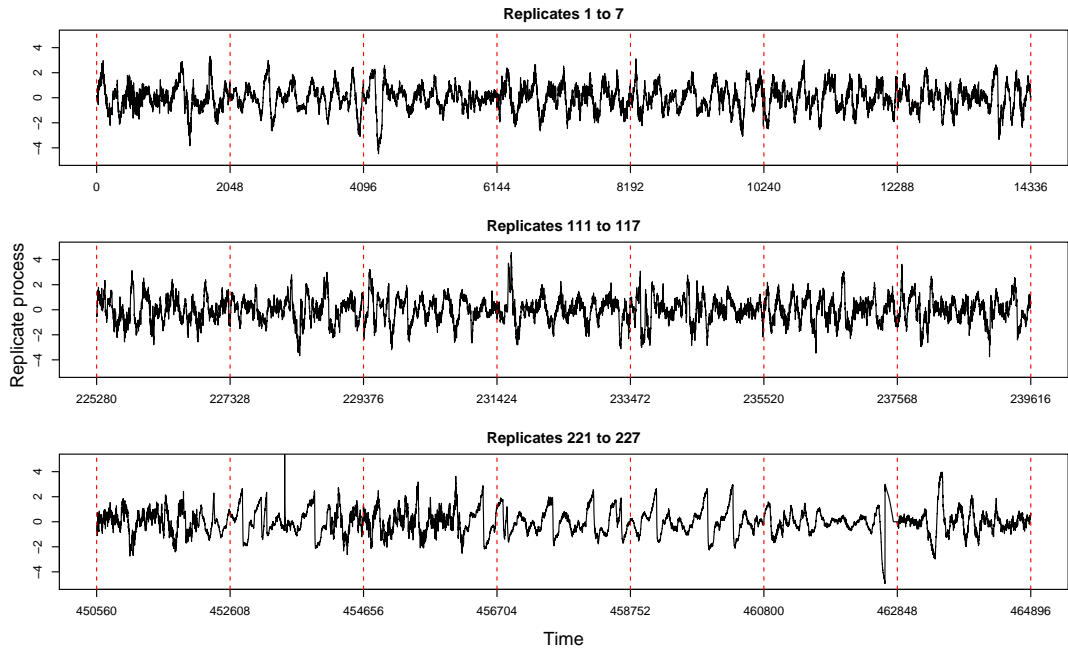 Replicates 1 to 7
4
2
0
−2
−4
0 2048 4096 6144 8192 10240 12288 14336
Replicates 111 to 117
4
2
0
−2
−4
225280 227328 229376 231424 233472 235520 237568 239616
Replicate process
Replicates 221 to 227
4
2
0
−2
−4
450560 452608 454656 456704 458752 460800 462848 464896
Time